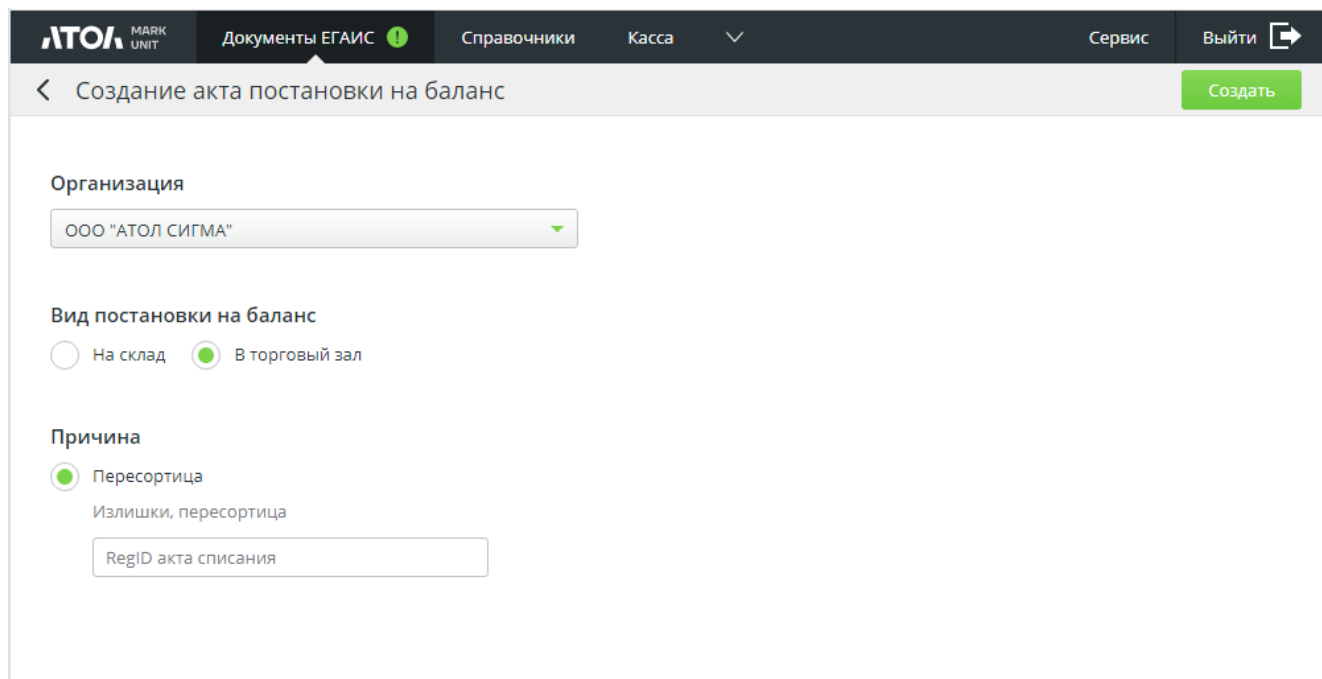 АТОЛ MARK UNIT Документы ЕГАИС ! Справочники Касса Сервис Выйти
Создание акта постановки на баланс Создать
Организация
ООО "АТОЛ СИГМА"
Вид постановки на баланс
На склад В торговый зал
Причина
Пересортица
Излишки, пересортица
RegID акта списания